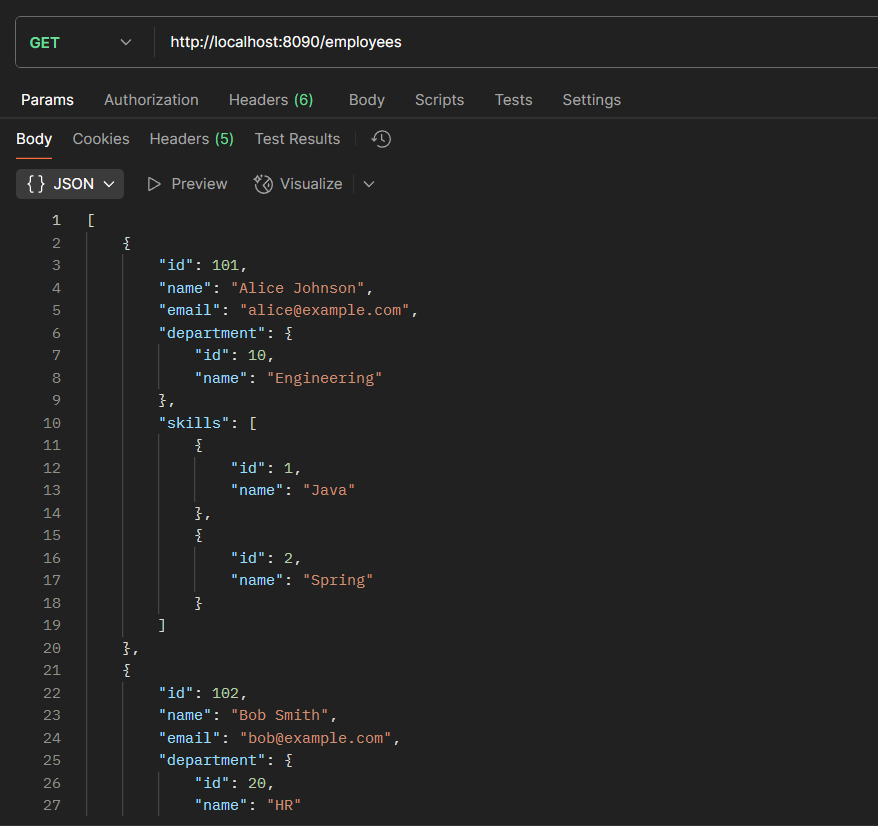 GET http://localhost:8090/employees
Params Authorization Headers (6) Body Scripts Tests Settings
Body Cookies Headers (5) Test Results
{} JSON Preview Visualize
1 [
2 {
3 "id": 101,
4 "name": "Alice Johnson",
5 "email": "alice@example.com",
6 "department": {
7 "id": 10,
8 "name": "Engineering"
9 },
10 "skills": [
11 {
12 "id": 1,
13 "name": "Java"
14 },
15 {
16 "id": 2,
17 "name": "Spring"
18 }
19 ]
20 },
21 {
22 "id": 102,
23 "name": "Bob Smith",
24 "email": "bob@example.com",
25 "department": {
26 "id": 20,
27 "name": "HR"